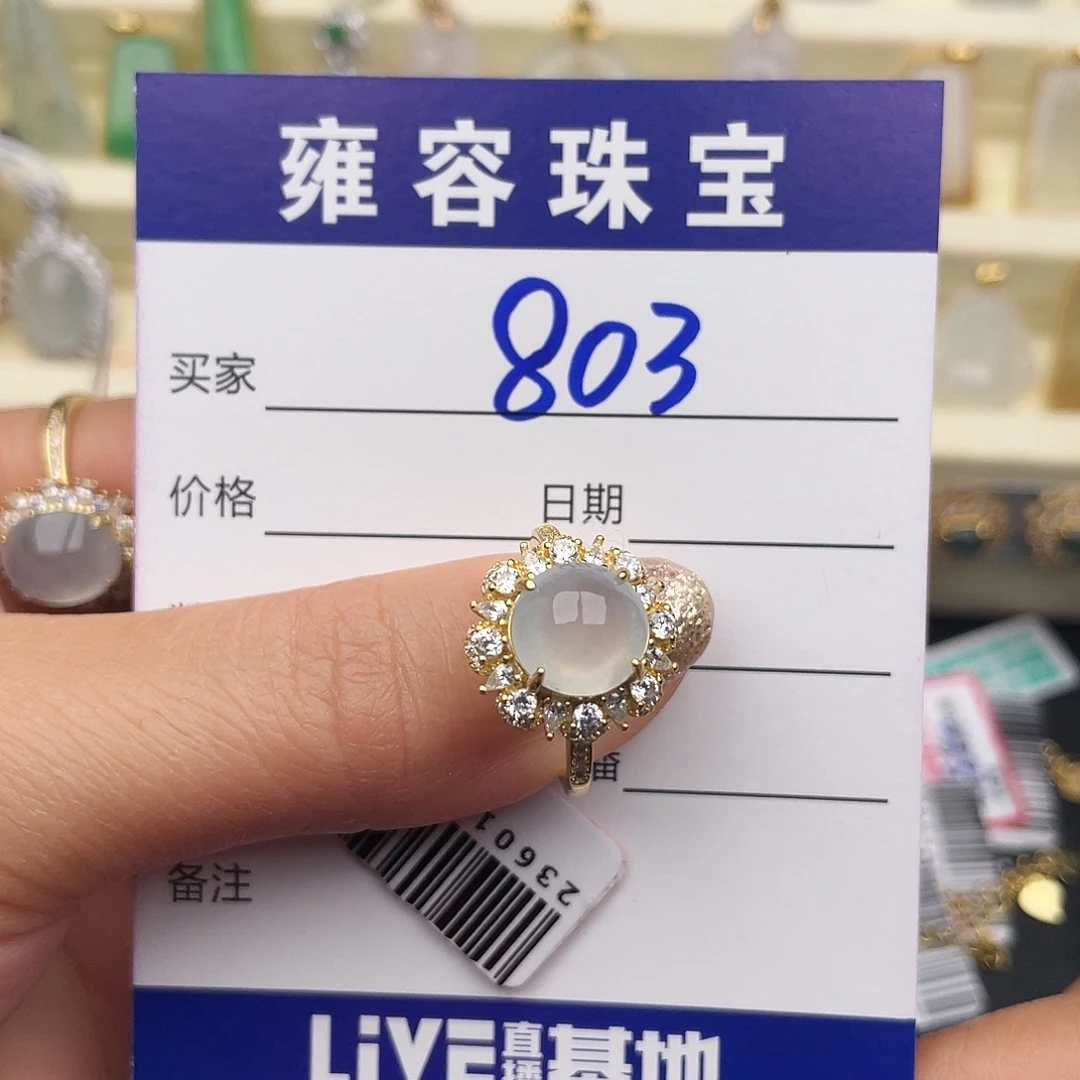 雍容珠宝
买家 803
价格 日期
备注
23601
LiVE直播基地